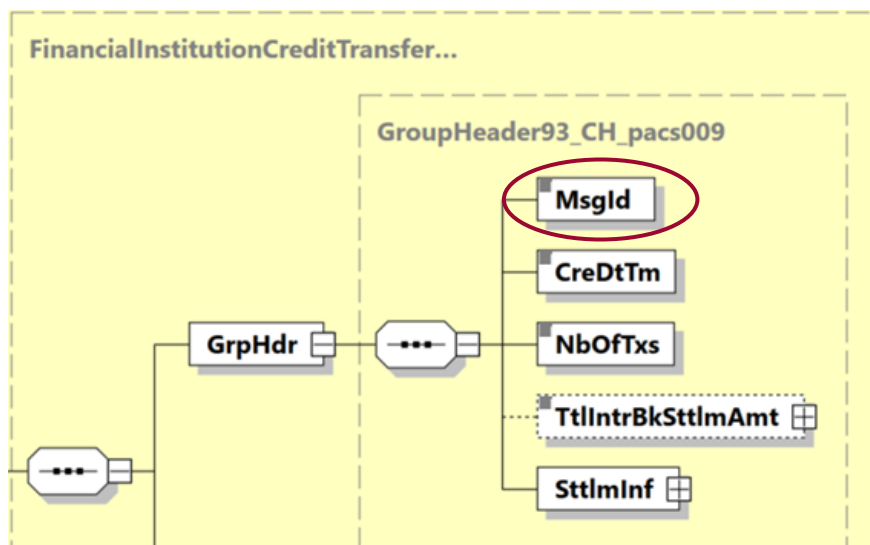 FinancialInstitutionCreditTransfer...
GroupHeader93_CH_pacs009
MsgId
CreDtTm
GrpHdr
NbOfTxs
TtlIntrBkSttlmAmt
SttlmInf